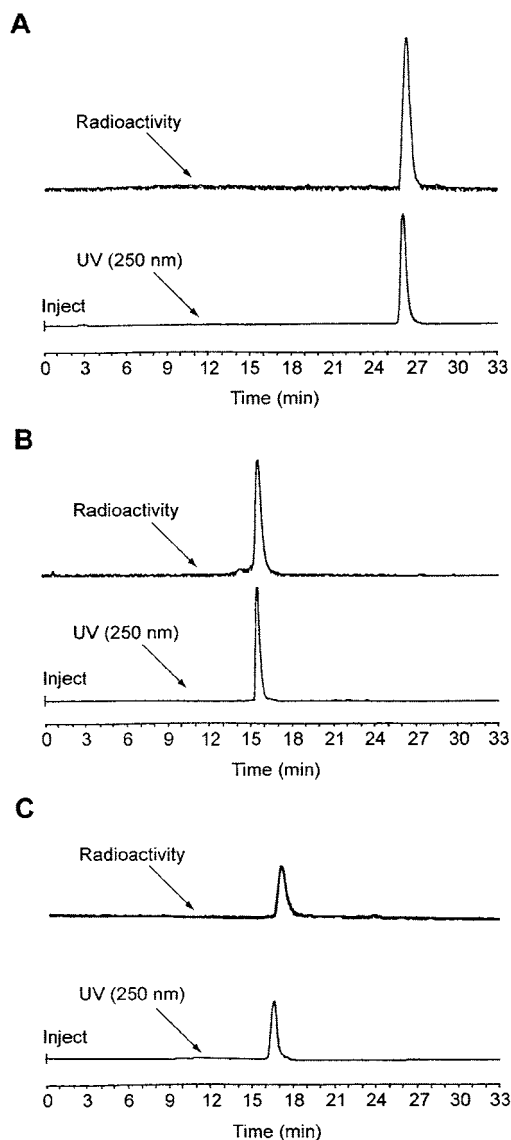 A
Radioactivity
UV (250 nm)
Inject
0 3 6 9 12 15 18 21 24 27 30 33
Time (min)
B
Radioactivity
UV (250 nm)
Inject
0 3 6 9 12 15 18 21 24 27 30 33
Time (min)
C
Radioactivity
UV (250 nm)
Inject
0 3 6 9 12 15 18 21 24 27 30 33
Time (min)